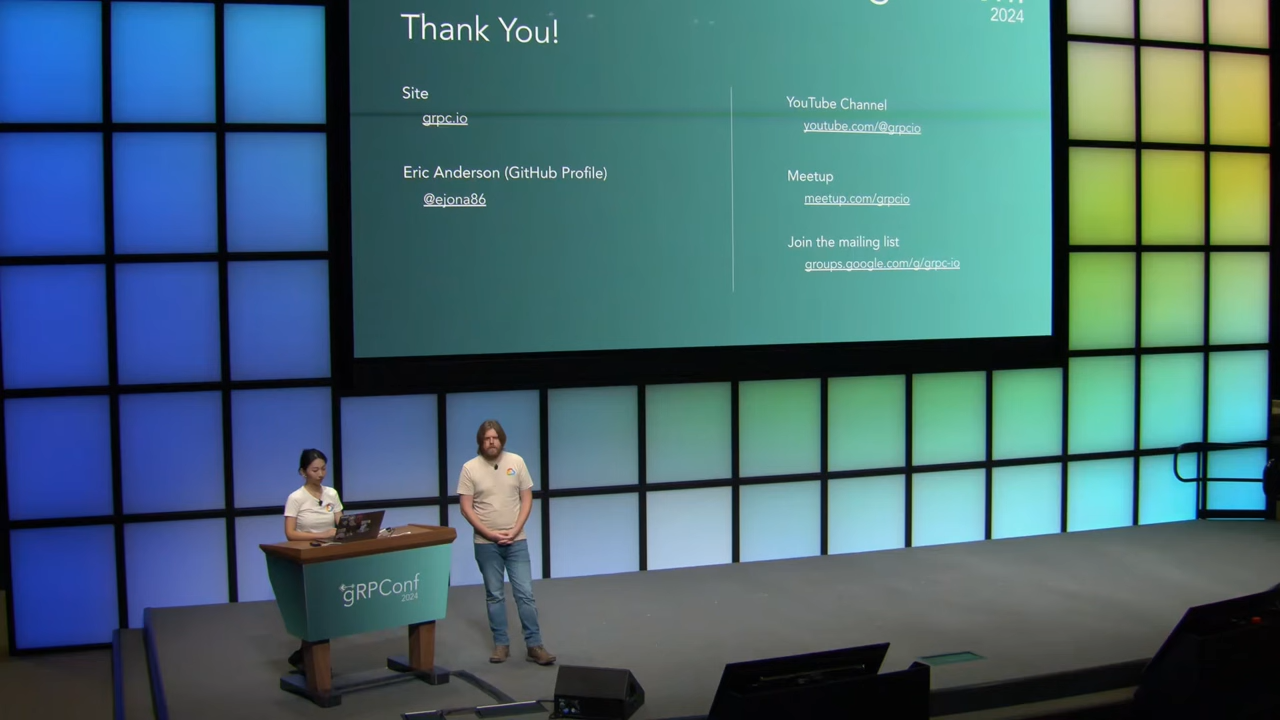 2024
Thank You!
Site
grpc.io
Eric Anderson (GitHub Profile)
@ejona86
YouTube Channel
youtube.com/@grpcio
Meetup
meetup.com/grpcio
Join the mailing list
groups.google.com/g/grpc-io
gRPConf
2024